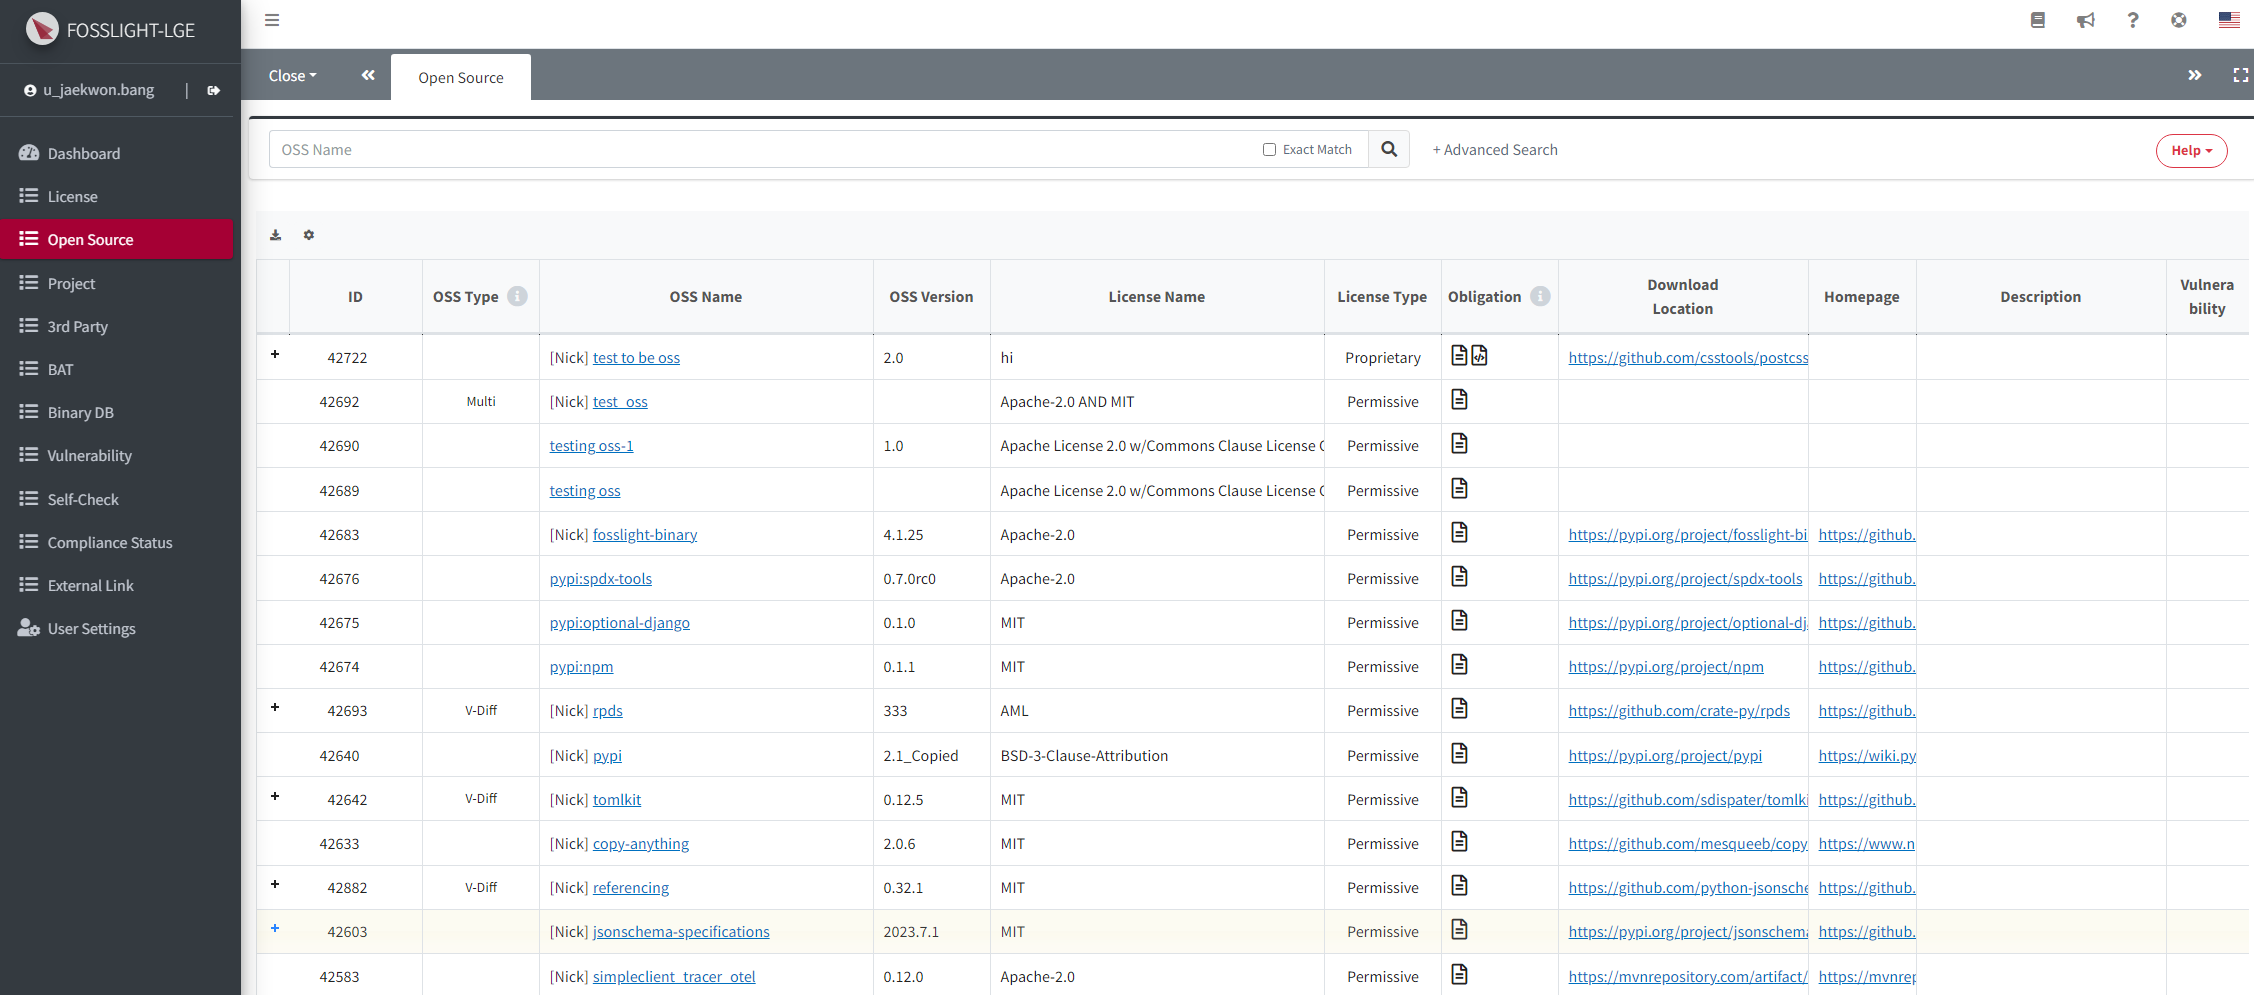 FOSSLIGHT-LGE
u_jaekwon.bang |
Dashboard
License
Open Source
Project
3rd Party
BAT
Binary DB
Vulnerability
Self-Check
Compliance Status
External Link
User Settings
Close
Open Source
OSS Name
Exact Match
+ Advanced Search
Help
ID OSS Type OSS Name OSS Version License Name License Type Obligation Download Location Homepage Description Vulnerability
+ 42722 [Nick] test to be oss 2.0 hi Proprietary https://github.com/csstools/postcss
42692 Multi [Nick] test_oss Apache-2.0 AND MIT Permissive
42690 testing oss-1 1.0 Apache License 2.0 w/Commons Clause License Permissive
42689 testing oss Apache License 2.0 w/Commons Clause License Permissive
42683 [Nick] fosslight-binary 4.1.25 Apache-2.0 Permissive https://pypi.org/project/fosslight-bi https://github.
42676 pypi:spdx-tools 0.7.0rc0 Apache-2.0 Permissive https://pypi.org/project/spdx-tools https://github.
42675 pypi:optional-django 0.1.0 MIT Permissive https://pypi.org/project/optional-dj https://github.
42674 pypi:npm 0.1.1 MIT Permissive https://pypi.org/project/npm https://github.
+ 42693 V-Diff [Nick] rpds 333 AML Permissive https://github.com/crate-py/rpds https://github.
42640 [Nick] pypi 2.1_Copied BSD-3-Clause-Attribution Permissive https://pypi.org/project/pypi https://wiki.py
+ 42642 V-Diff [Nick] tomlkit 0.12.5 MIT Permissive https://github.com/sdispater/tomlki https://github.
42633 [Nick] copy-anything 2.0.6 MIT Permissive https://github.com/mesqueeb/copy https://www.n
+ 42882 V-Diff [Nick] referencing 0.32.1 MIT Permissive https://github.com/python-jsonsche https://github.
+ 42603 [Nick] jsonschema-specifications 2023.7.1 MIT Permissive https://pypi.org/project/jsonschema https://github.
42583 [Nick] simpleclient_tracer_otel 0.12.0 Apache-2.0 Permissive https://mvnrepository.com/artifact/ https://mvnrep